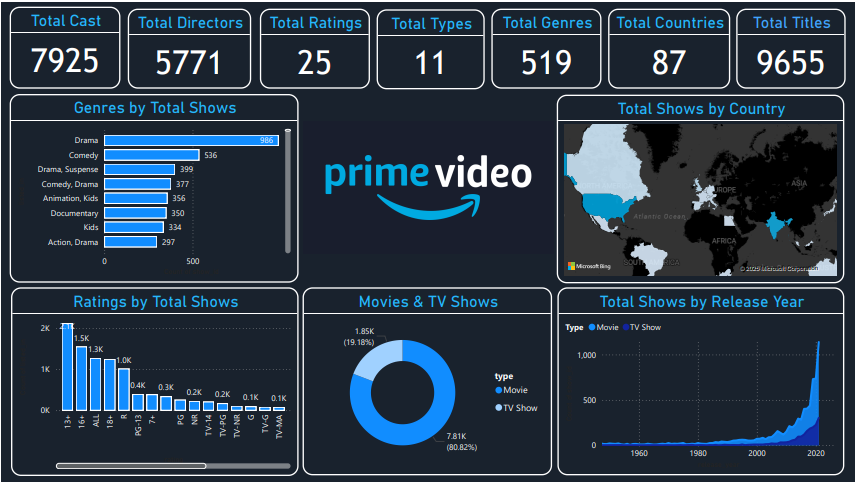 Total Cast
7925
Total Directors
5771
Total Ratings
25
Total Types
11
Total Genres
519
Total Countries
87
Total Titles
9655
Genres by Total Shows
Drama
986
Comedy
536
Drama, Suspense
399
Comedy, Drama
377
Animation, Kids
356
Documentary
350
Kids
334
Action, Drama
297
0
500
prime video
Total Shows by Country
EUROPE
ASIA
Atlantic Ocean
AFRICA
SOUTH AMERICA
Microsoft Bing
© 2025 Microsoft Corporation
Ratings by Total Shows
2K
1K
0K
2.1K
1.5K
1.3K
1.0K
0.4K
0.3K
0.2K
0.2K
0.1K
0.1K
13+
16+
ALL
18+
R
PG-13
7+
PG
NR
TV-14
TV-PG
TV-NR
G
TV-G
TV-MA
Movies & TV Shows
1.85K
(19.18%)
7.81K
(80.82%)
type
Movie
TV Show
Total Shows by Release Year
Type Movie TV Show
1,000
500
0
1960
1980
2000
2020